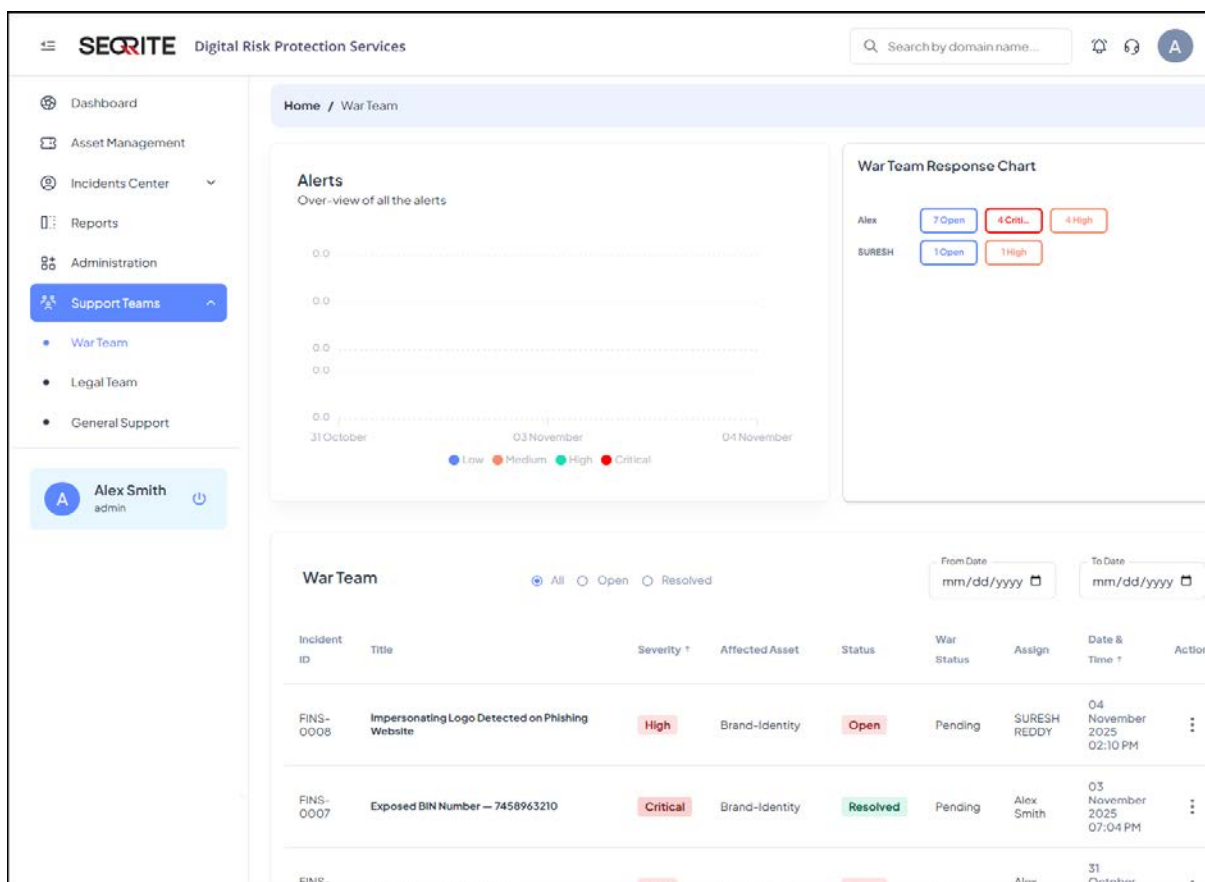 SEQRITE Digital Risk Protection Services
Search by domain name...
A
Dashboard
Asset Management
Incidents Center
Reports
Administration
Support Teams
War Team
Legal Team
General Support
A
Alex Smith
admin
Home / War Team
Alerts
Over-view of all the alerts
0.0
0.0
0.0
0.0
0.0
31 October 03 November 04 November
Low Medium High Critical
War Team Response Chart
Alex 7 Open 4 Criti... 4 High
SURESH 1 Open 1 High
War Team
All Open Resolved
From Date
mm/dd/yyyy
To Date
mm/dd/yyyy
Incident ID Title Severity ↑ Affected Asset Status War Status Assign Date & Time ↑ Action
FINS-0008 Impersonating Logo Detected on Phishing Website High Brand-Identity Open Pending SURESH REDDY 04 November 2025 02:10 PM
FINS-0007 Exposed BIN Number — 7458963210 Critical Brand-Identity Resolved Pending Alex Smith 03 November 2025 07:04 PM
FINS- Alex 31 October